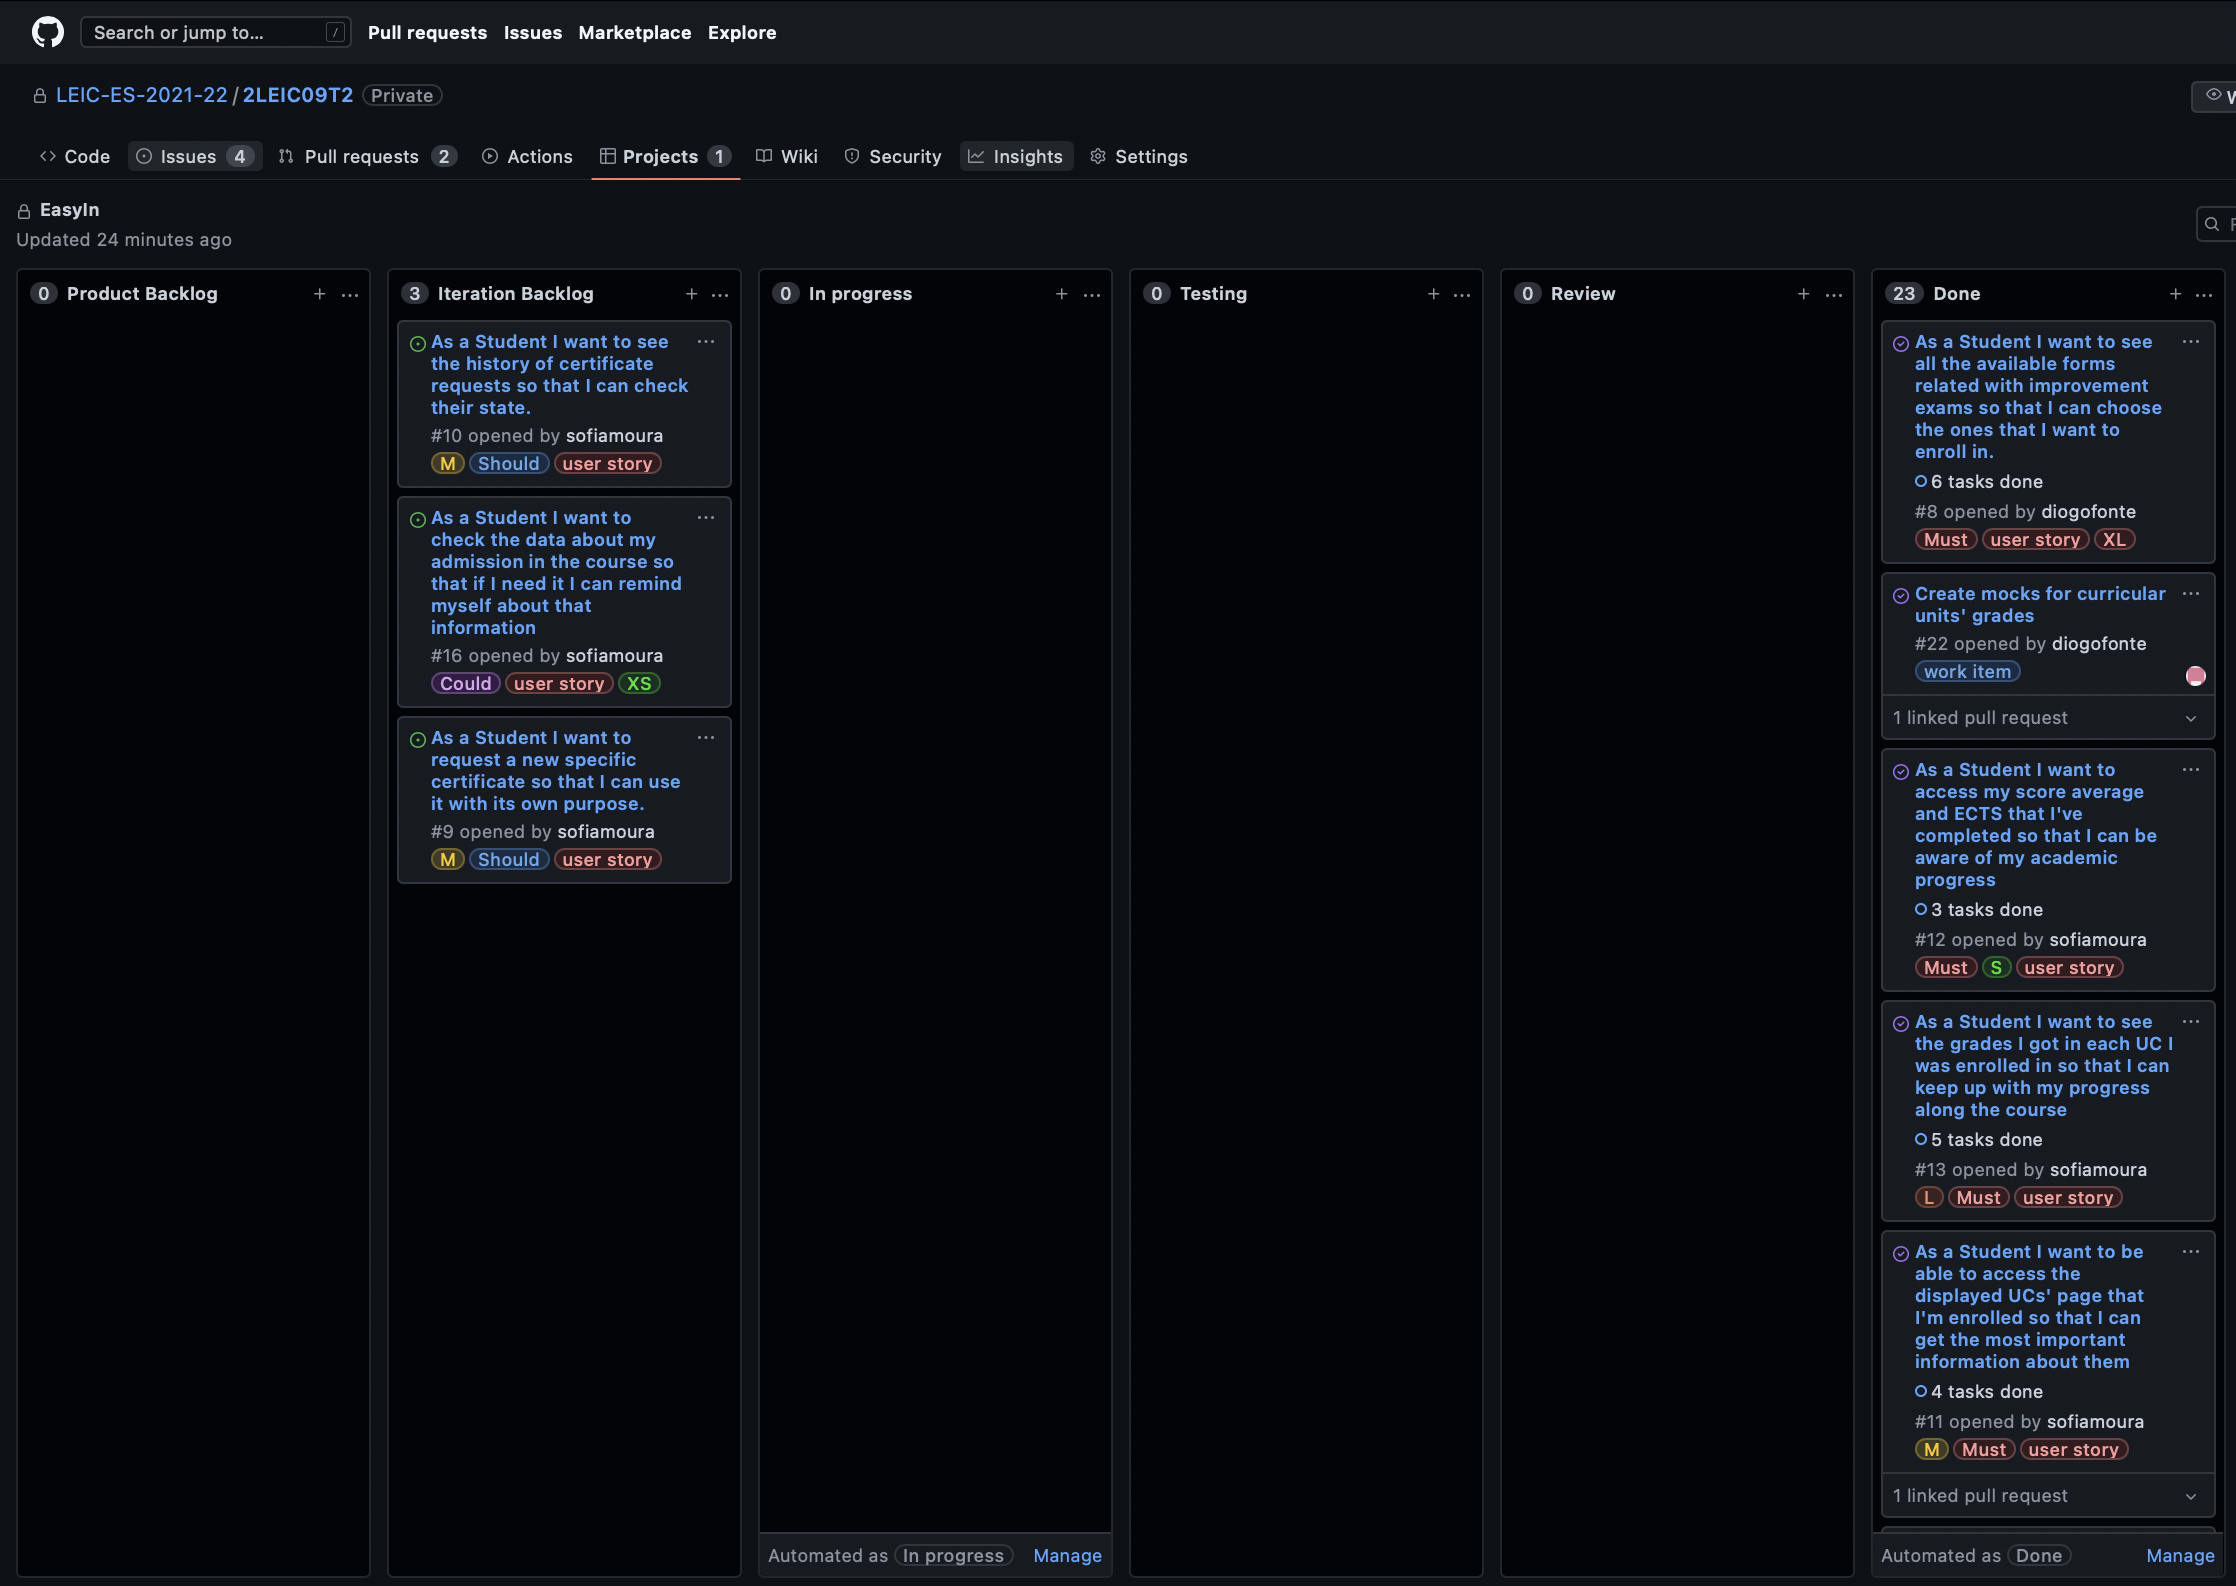 Search or jump to... /
Pull requests Issues Marketplace Explore
LEIC-ES-2021-22 / 2LEIC09T2 Private
Code Issues 4 Pull requests 2 Actions Projects 1 Wiki Security Insights Settings
EasyIn
Updated 24 minutes ago
0 Product Backlog
3 Iteration Backlog
As a Student I want to see
the history of certificate
requests so that I can check
their state.
#10 opened by sofiamoura
M Should user story
As a Student I want to
check the data about my
admission in the course so
that if I need it I can remind
myself about that
information
#16 opened by sofiamoura
Could user story XS
As a Student I want to
request a new specific
certificate so that I can use
it with its own purpose.
#9 opened by sofiamoura
M Should user story
0 In progress
Automated as In progress Manage
0 Testing
0 Review
23 Done
As a Student I want to see
all the available forms
related with improvement
exams so that I can choose
the ones that I want to
enroll in.
6 tasks done
#8 opened by diogofonte
Must user story XL
Create mocks for curricular
units' grades
#22 opened by diogofonte
work item
1 linked pull request
As a Student I want to
access my score average
and ECTS that I've
completed so that I can be
aware of my academic
progress
3 tasks done
#12 opened by sofiamoura
Must S user story
As a Student I want to see
the grades I got in each UC I
was enrolled in so that I can
keep up with my progress
along the course
5 tasks done
#13 opened by sofiamoura
L Must user story
As a Student I want to be
able to access the
displayed UCs' page that
I'm enrolled so that I can
get the most important
information about them
4 tasks done
#11 opened by sofiamoura
M Must user story
1 linked pull request
Automated as Done Manage